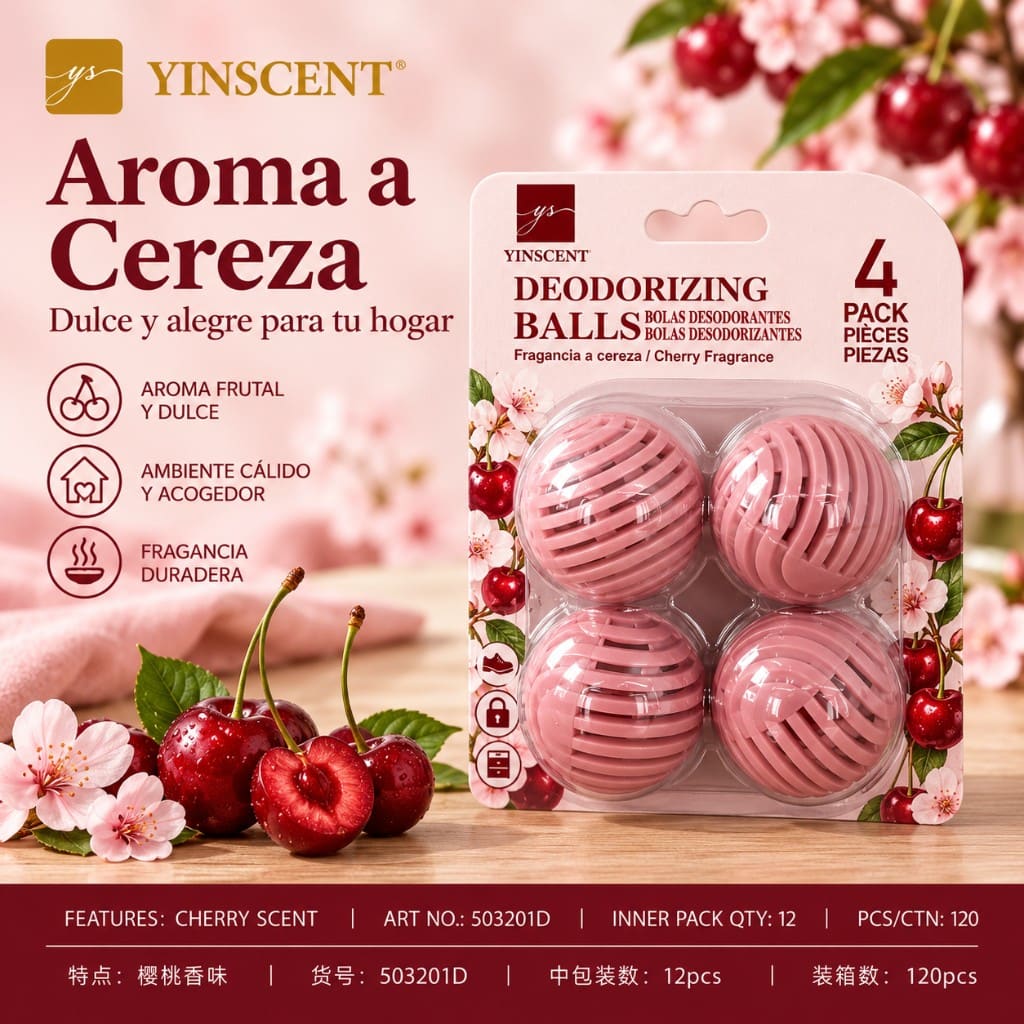 ys
YINSCENT®
Aroma a
Cereza
Dulce y alegre para tu hogar
AROMA FRUTAL
Y DULCE
AMBIENTE CÁLIDO
Y ACOGEDOR
FRAGANCIA
DURADERA
ys
YINSCENT
DEODORIZING
BALLS BOLAS DESODORANTES
BOLAS DESODORIZANTES
Fragancia a cereza / Cherry Fragrance
4
PACK
PIÈCES
PIEZAS
FEATURES: CHERRY SCENT | ART NO.: 503201D | INNER PACK QTY: 12 | PCS/CTN: 120
特点：樱桃香味 | 货号：503201D | 中包装数：12pcs | 装箱数：120pcs